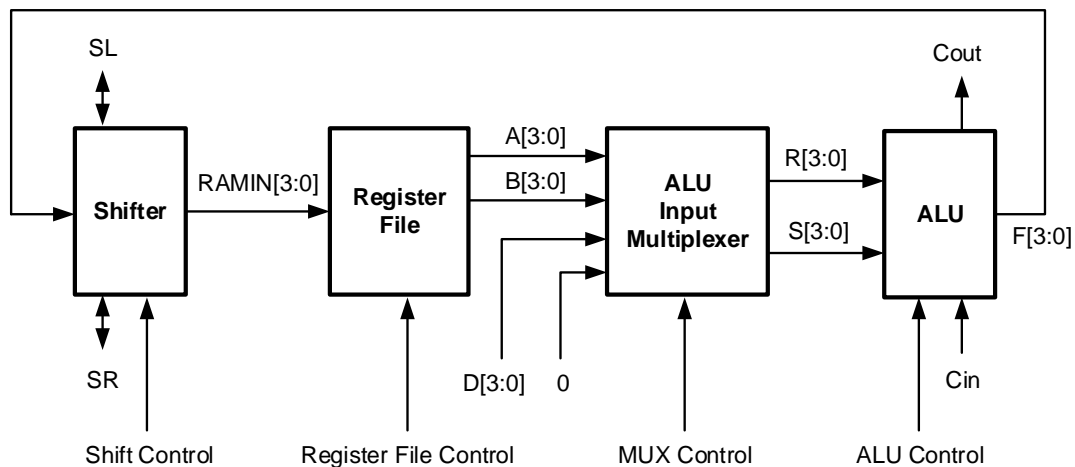 SL
Cout
A[3:0]
RAMIN[3:0]
B[3:0]
R[3:0]
S[3:0]
F[3:0]
Shifter
Register
File
ALU
Input
Multiplexer
ALU
SR
D[3:0]
0
Cin
Shift Control
Register File Control
MUX Control
ALU Control